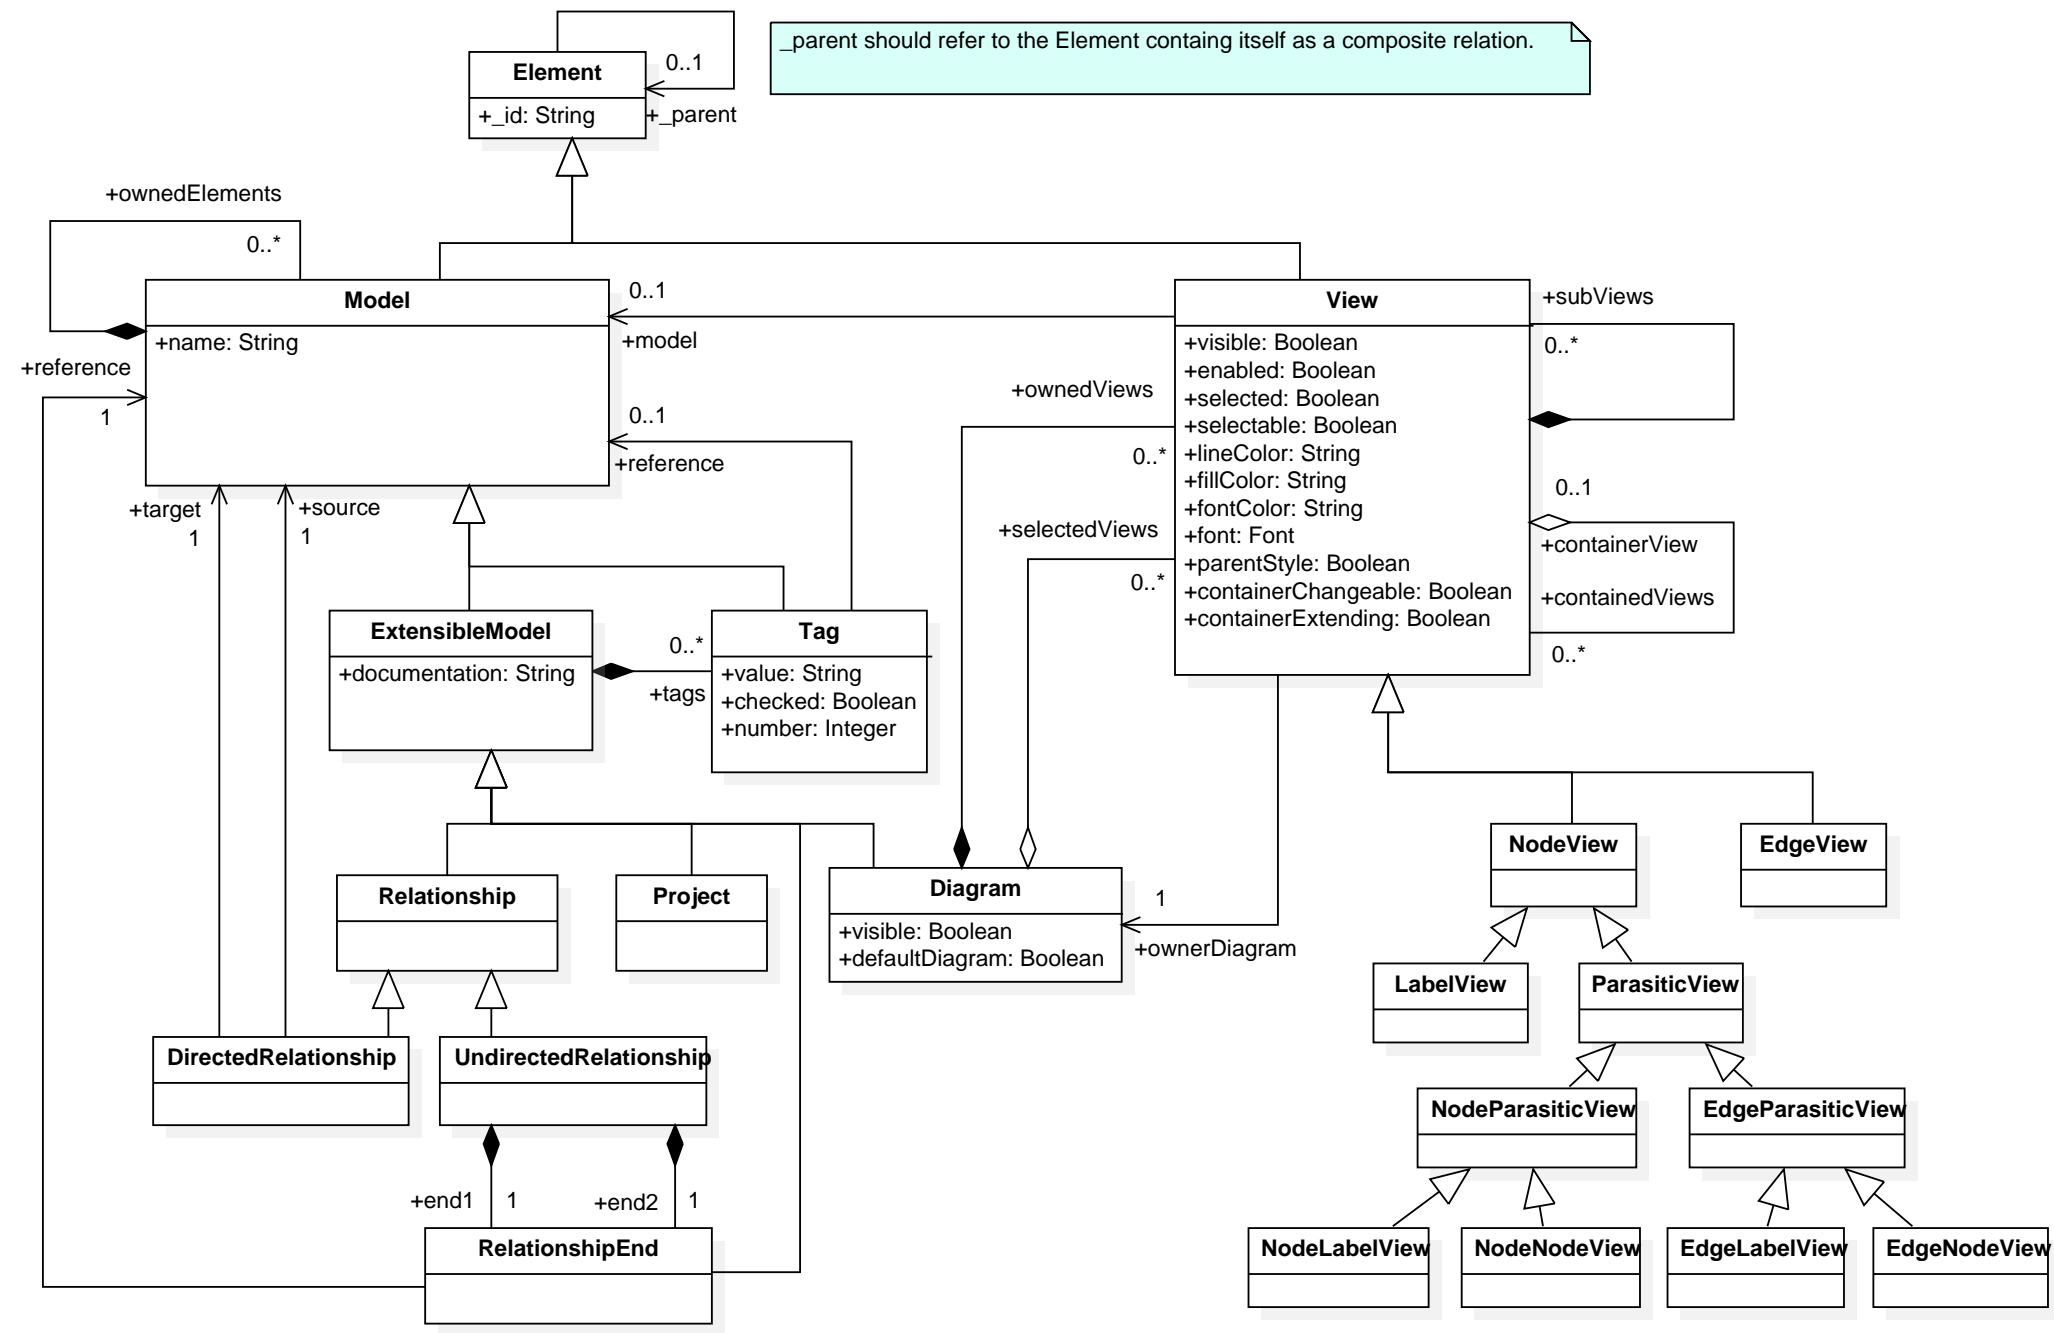 _parent should refer to the Element containg itself as a composite relation.
Element
+_id: String
0..1
+_parent
+ownedElements
0..*
Model
+name: String
+reference
1
0..1
+model
0..1
+reference
+target
1
+source
1
View
+visible: Boolean
+enabled: Boolean
+selected: Boolean
+selectable: Boolean
+lineColor: String
+fillColor: String
+fontColor: String
+font: Font
+parentStyle: Boolean
+containerChangeable: Boolean
+containerExtending: Boolean
+subViews
0..*
0..1
+containerView
+containedViews
0..*
+ownedViews
0..*
+selectedViews
0..*
ExtensibleModel
+documentation: String
0..*
+tags
Tag
+value: String
+checked: Boolean
+number: Integer
Relationship
Project
Diagram
+visible: Boolean
+defaultDiagram: Boolean
1
+ownerDiagram
NodeView
EdgeView
LabelView
ParasiticView
DirectedRelationship
UndirectedRelationship
NodeParasiticView
EdgeParasiticView
+end1
1
+end2
1
RelationshipEnd
NodeLabelView
NodeNodeView
EdgeLabelView
EdgeNodeView